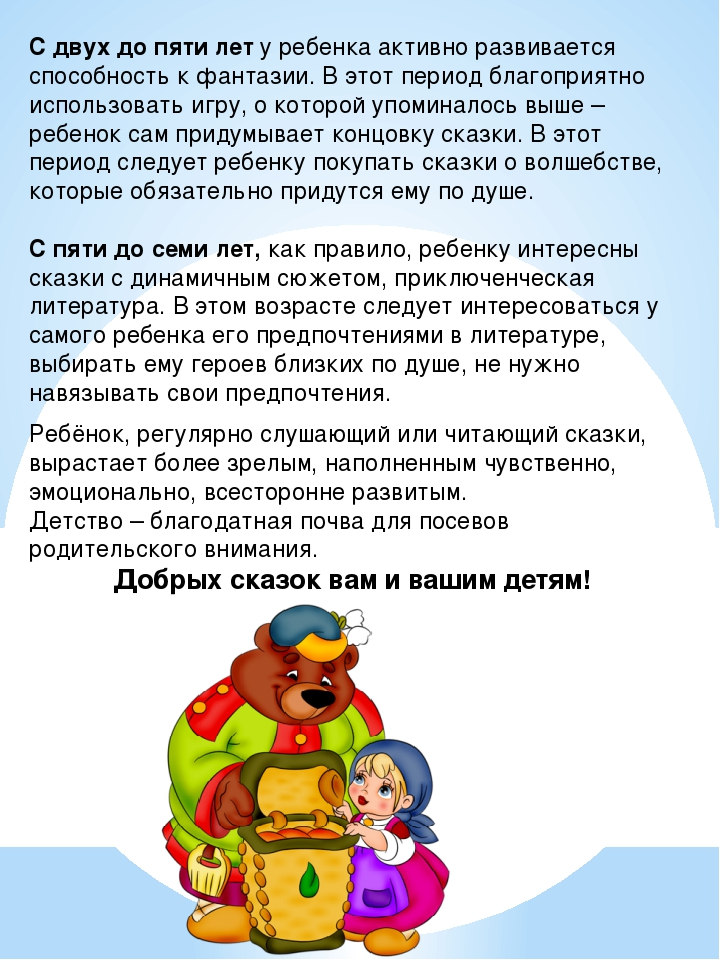 С двух до пяти лет у ребенка активно развивается
способность к фантазии. В этот период благоприятно
использовать игру, о которой упоминалось выше –
ребенок сам придумывает концовку сказки. В этот
период следует ребенку покупать сказки о волшебстве,
которые обязательно придутся ему по душе.
С пяти до семи лет, как правило, ребенку интересны
сказки с динамичным сюжетом, приключенческая
литература. В этом возрасте следует интересоваться у
самого ребенка его предпочтениями в литературе,
выбирать ему героев близких по душе, не нужно
навязывать свои предпочтения.
Ребёнок, регулярно слушающий или читающий сказки,
вырастает более зрелым, наполненным чувственно,
эмоционально, всесторонне развитым.
Детство – благодатная почва для посевов
родительского внимания.
Добрых сказок вам и вашим детям!